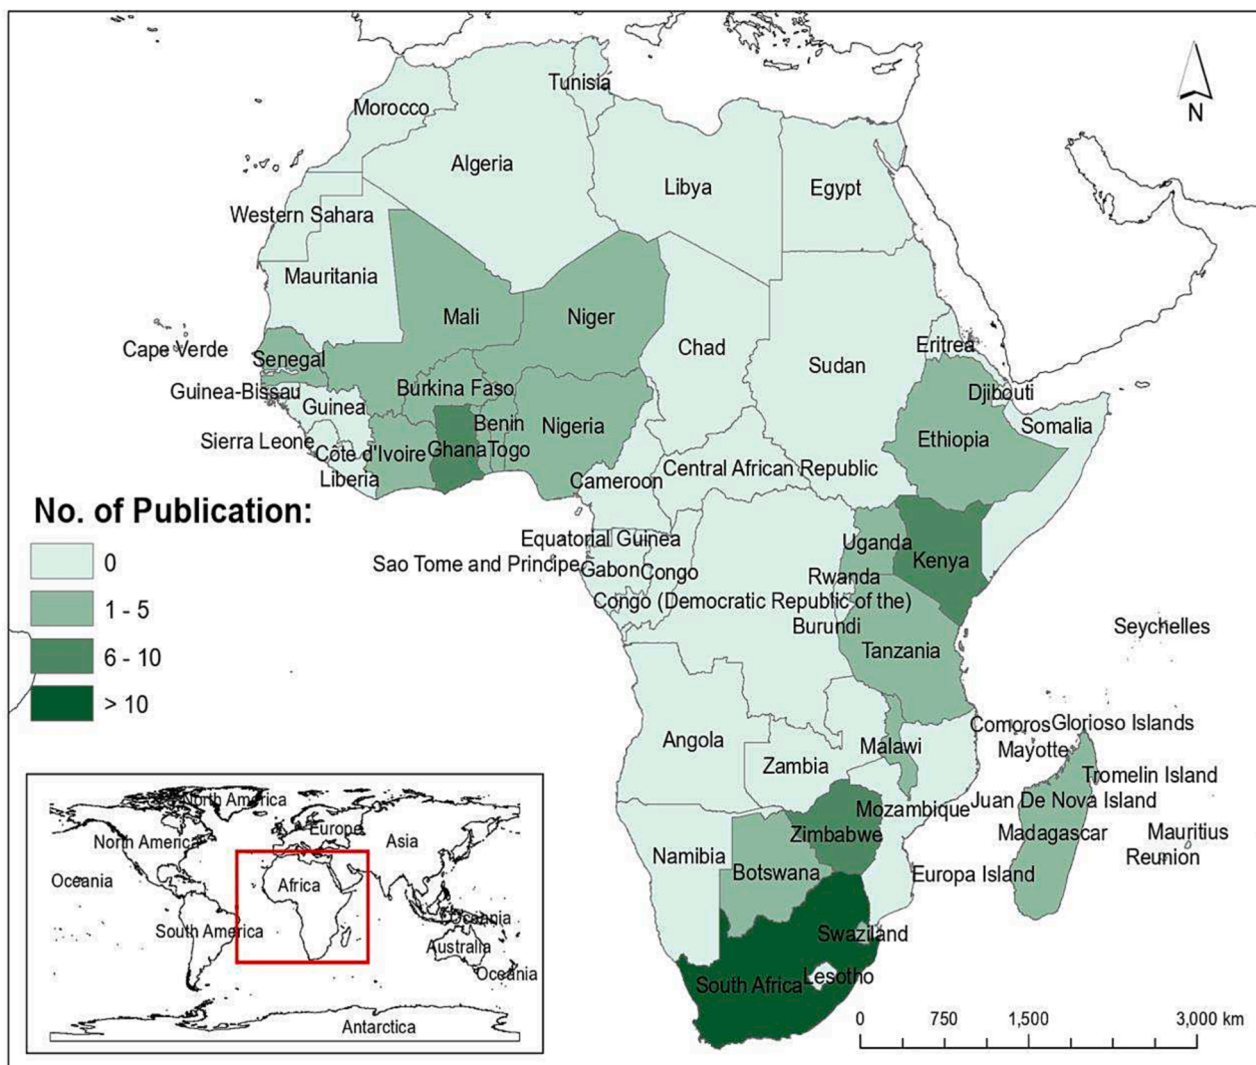 N
Tunisia
Morocco
Algeria
Libya
Egypt
Western Sahara
Mauritania
Mali
Niger
Chad
Sudan
Eritrea
Cape Verde
Senegal
Djibouti
Guinea-Bissau
Burkina Faso
Guinea
Benin
Nigeria
Somalia
Ethiopia
Sierra Leone
Côte d'Ivoire
Ghana
Togo
Liberia
Central African Republic
Cameroon
No. of Publication:
0
1 - 5
6 - 10
> 10
Equatorial Guinea
Uganda
Kenya
Sao Tome and Principe
Gabon
Congo
Rwanda
Congo (Democratic Republic of the)
Burundi
Seychelles
Tanzania
Angola
Malawi
Comoros
Glorioso Islands
Mayotte
Zambia
Tromelin Island
Mozambique
Juan De Nova Island
Zimbabwe
Madagascar
Mauritius
Namibia
Reunion
Botswana
Europa Island
Swaziland
South Africa
Lesotho
0 750 1,500 3,000 km
North America
Europe
North America
Asia
Oceania
Africa
South America
Oceania
Australia
Oceania
Antarctica